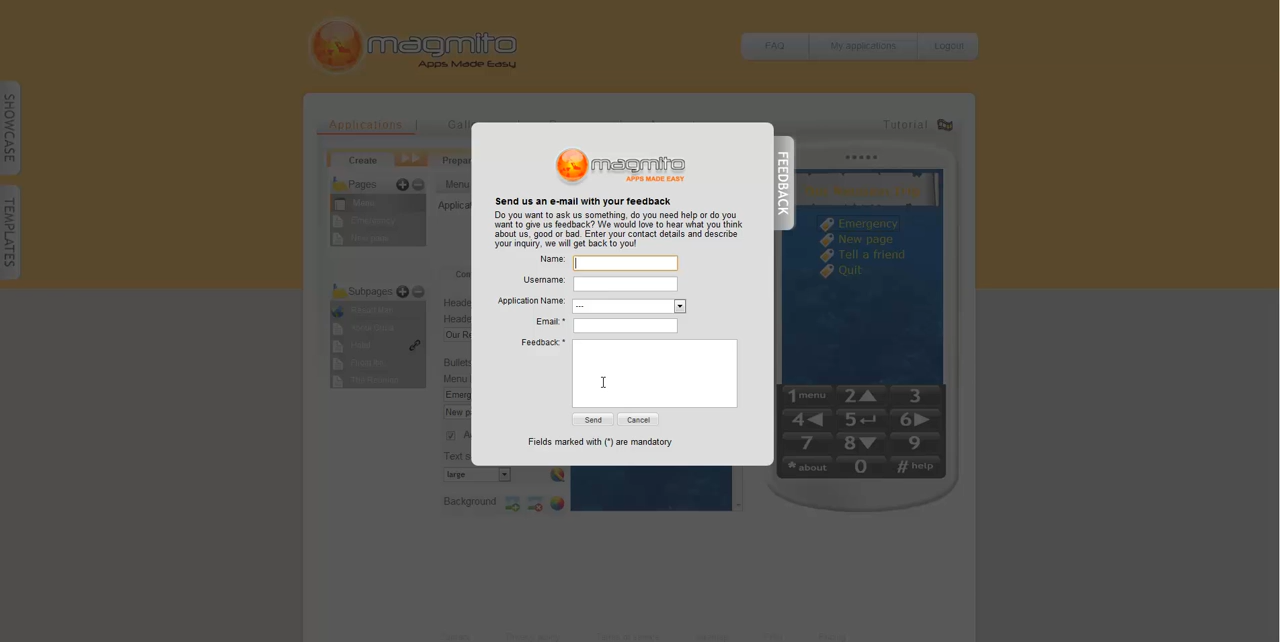 magmito
Apps Made Easy
FAQ
My applications
Logout
SHOWCASE
TEMPLATES
Applications
Tutorial
Create
Pages
Menu
Emergency
New page
Subpages
Menu
large
Background
magmito
APPS MADE EASY
FEEDBACK
Send us an e-mail with your feedback
Do you want to ask us something, do you need help or do you
want to give us feedback? We would love to hear what you think
about us, good or bad. Enter your contact details and describe
your inquiry, we will get back to you!
Name:
Username:
Application Name:
---
Email: *
Feedback: *
Send
Cancel
Fields marked with (*) are mandatory
Emergency
New page
Tell a friend
Quit
1 menu 2 3
4 5 6
7 8 9
* about 0 # help